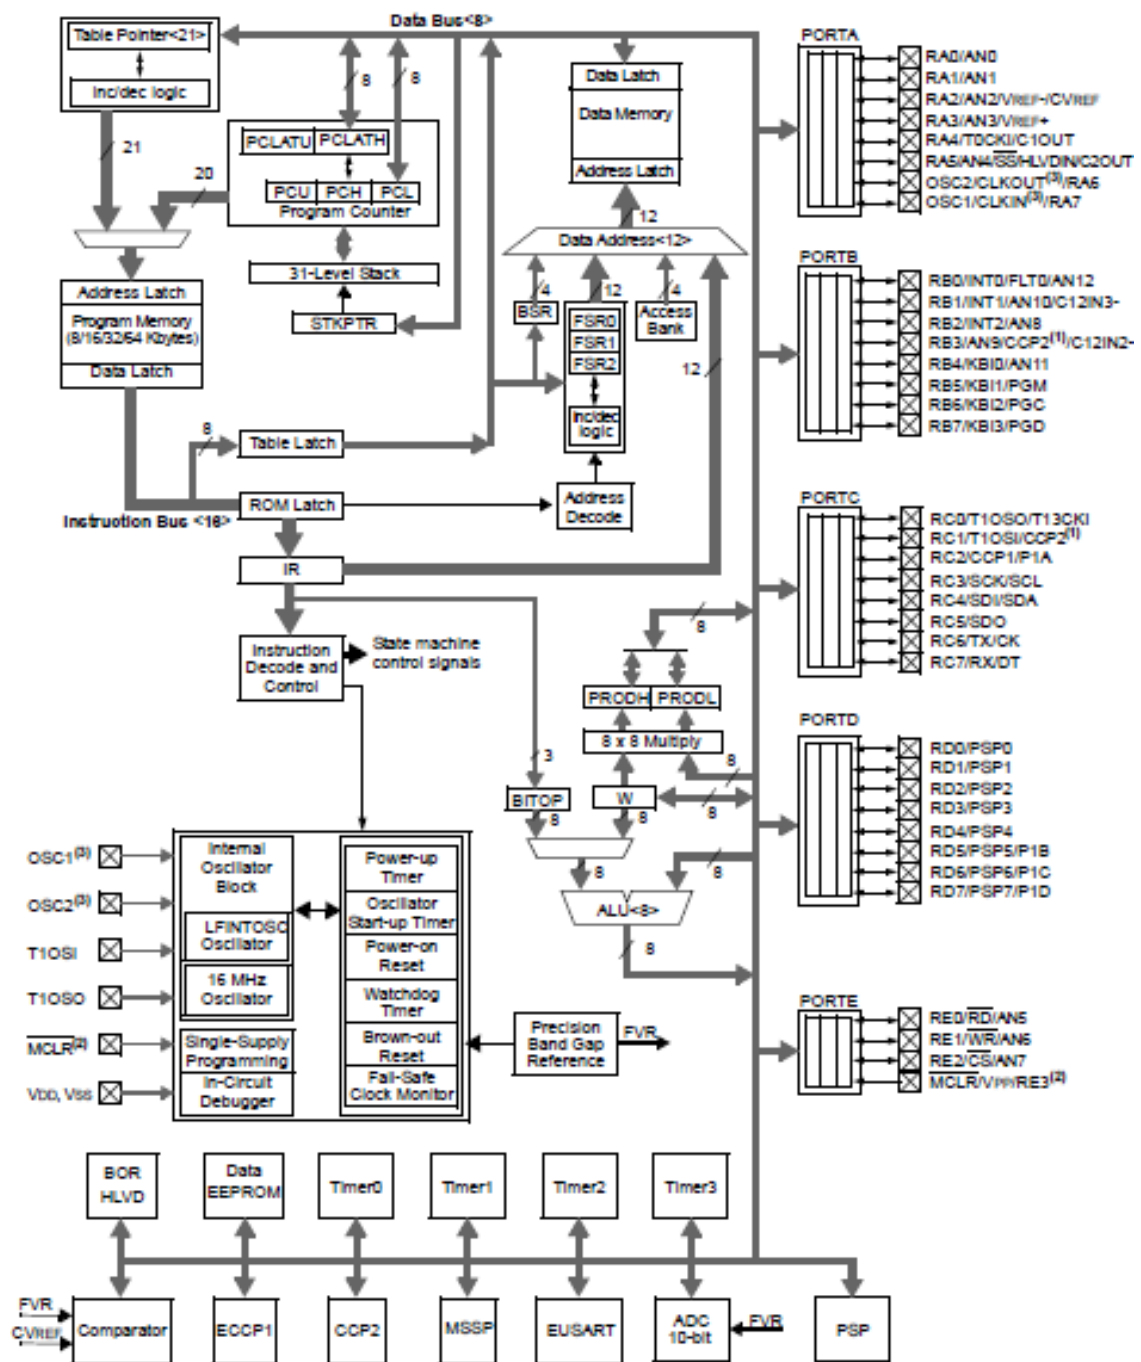 Data Bus<8>
Table Pointer<21>
inc/dec logic
21
20
8
8
PCLATU PCLATH
PCU PCH PCL
Program Counter
31-Level Stack
STKPTR
Address Latch
Program Memory
(8/16/32/64 Kbytes)
Data Latch
8
Table Latch
Instruction Bus <16>
ROM Latch
IR
Instruction
Decode and
Control
State machine
control signals
Data Latch
Data Memory
Address Latch
12
Data Address<12>
4
12
4
BSR
FSR0
FSR1
FSR2
Access
Bank
12
inc/dec
logic
Address
Decode
8
PRODH PRODL
8 x 8 Multiply
3
8
BITOP
W
8
8
8
8
8
ALU<8>
8
OSC1(3)
OSC2(3)
T1OSI
T1OSO
MCLR(2)
VDD, VSS
Internal
Oscillator
Block
LFINTOSC
Oscillator
16 MHz
Oscillator
Single-Supply
Programming
In-Circuit
Debugger
Power-up
Timer
Oscillator
Start-up Timer
Power-on
Reset
Watchdog
Timer
Brown-out
Reset
Fail-Safe
Clock Monitor
Precision
Band Gap
Reference
FVR
PORTA
RA0/AN0
RA1/AN1
RA2/AN2/VREF-/CVREF
RA3/AN3/VREF+
RA4/T0CKI/C1OUT
RA5/AN4/SS/HLVDIN/C2OUT
OSC2/CLKOUT(3)/RA6
OSC1/CLKIN(3)/RA7
PORTB
RB0/INT0/FLT0/AN12
RB1/INT1/AN10/C12IN3-
RB2/INT2/AN8
RB3/AN9/CCP2(1)/C12IN2-
RB4/KBI0/AN11
RB5/KBI1/PGM
RB6/KBI2/PGC
RB7/KBI3/PGD
PORTC
RC0/T1OSO/T13CKI
RC1/T1OSI/CCP2(1)
RC2/CCP1/P1A
RC3/SCK/SCL
RC4/SDI/SDA
RC5/SDO
RC6/TX/CK
RC7/RX/DT
PORTD
RD0/PSP0
RD1/PSP1
RD2/PSP2
RD3/PSP3
RD4/PSP4
RD5/PSP5/P1B
RD6/PSP6/P1C
RD7/PSP7/P1D
PORTE
RE0/RD/AN5
RE1/WR/AN6
RE2/CS/AN7
MCLR/VPP/RE3(2)
BOR
HLVD
Data
EEPROM
Timer0
Timer1
Timer2
Timer3
FVR
CVREF
Comparator
ECCP1
CCP2
MSSP
EUSART
ADC
10-bit
FVR
PSP